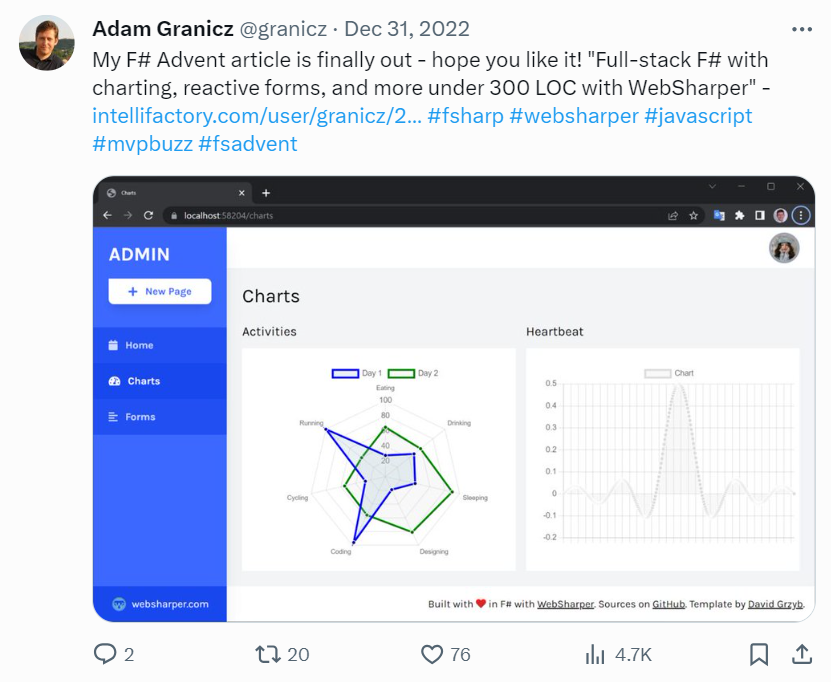 Adam Granicz @granicz · Dec 31, 2022
My F# Advent article is finally out - hope you like it! "Full-stack F# with
charting, reactive forms, and more under 300 LOC with WebSharper" -
intellifactory.com/user/granicz/2... #fsharp #websharper #javascript
#mvpbuzz #fsadvent
Charts
localhost:58204/charts
ADMIN
+ New Page
Home
Charts
Forms
websharper.com
Charts
Activities
Day 1 Day 2
Eating
100
80
60
40
20
Running
Drinking
Cycling
Sleeping
Coding
Designing
Heartbeat
Chart
0.5
0.4
0.3
0.2
0.1
0
-0.1
-0.2
Built with ❤ in F# with WebSharper. Sources on GitHub. Template by David Grzyb.
2 20 76 4.7K